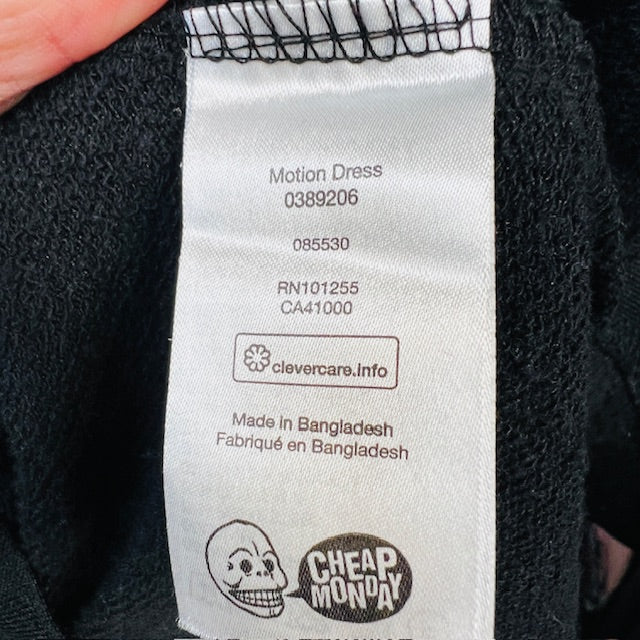 Motion Dress
0389206
085530
RN101255
CA41000
clevercare.info
Made in Bangladesh
Fabriqué en Bangladesh
CHEAP
MONDAY